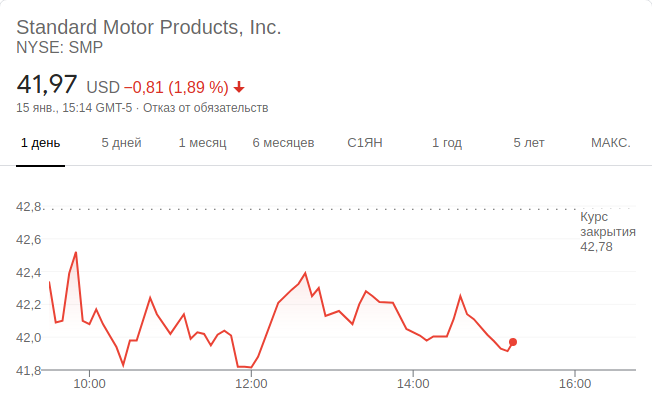 Standard Motor Products, Inc.
NYSE: SMP
41,97 USD −0,81 (1,89 %)
15 янв., 15:14 GMT-5 · Отказ от обязательств
1 день 5 дней 1 месяц 6 месяцев С1ЯН 1 год 5 лет МАКС.
42,8
Курс
закрытия
42,78
42,6
42,4
42,2
42,0
41,8
10:00 12:00 14:00 16:00